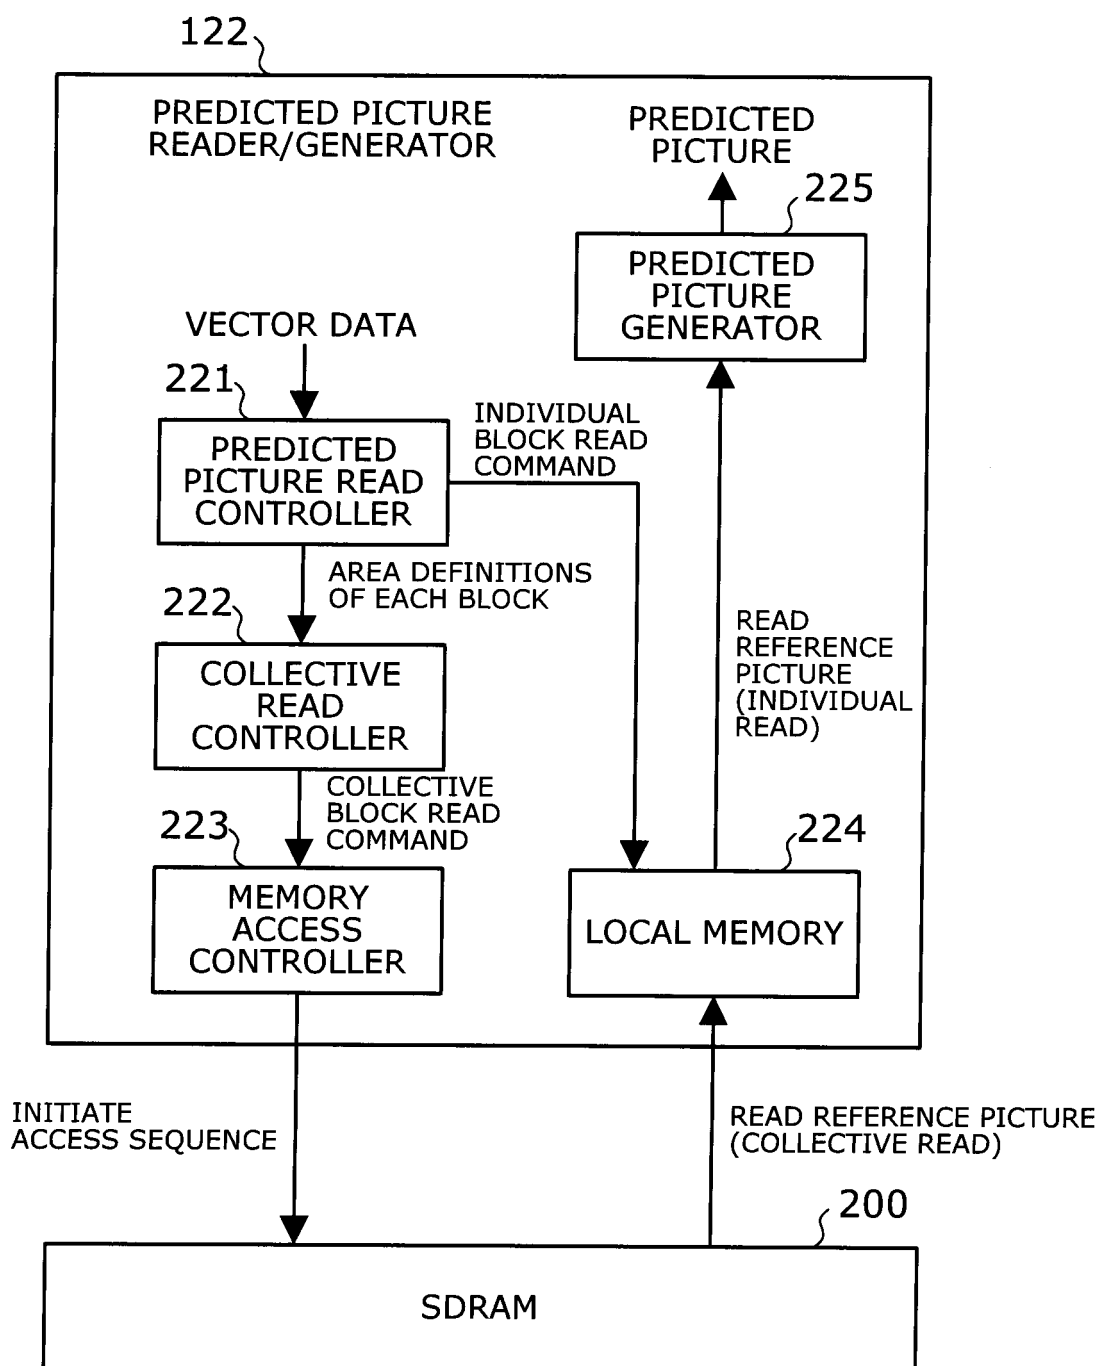 122
PREDICTED PICTURE
READER/GENERATOR
PREDICTED
PICTURE
225
PREDICTED
PICTURE
GENERATOR
VECTOR DATA
221
PREDICTED
PICTURE READ
CONTROLLER
INDIVIDUAL
BLOCK READ
COMMAND
AREA DEFINITIONS
OF EACH BLOCK
222
COLLECTIVE
READ
CONTROLLER
READ
REFERENCE
PICTURE
(INDIVIDUAL
READ)
COLLECTIVE
BLOCK READ
COMMAND
223
MEMORY
ACCESS
CONTROLLER
224
LOCAL MEMORY
INITIATE
ACCESS SEQUENCE
READ REFERENCE PICTURE
(COLLECTIVE READ)
200
SDRAM